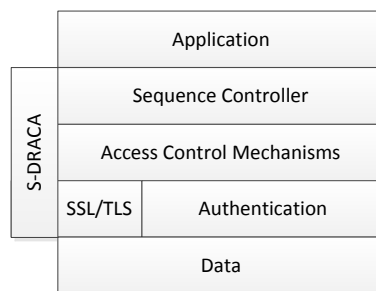 Application
S-DRACA
Sequence Controller
Access Control Mechanisms
SSL/TLS
Authentication
Data